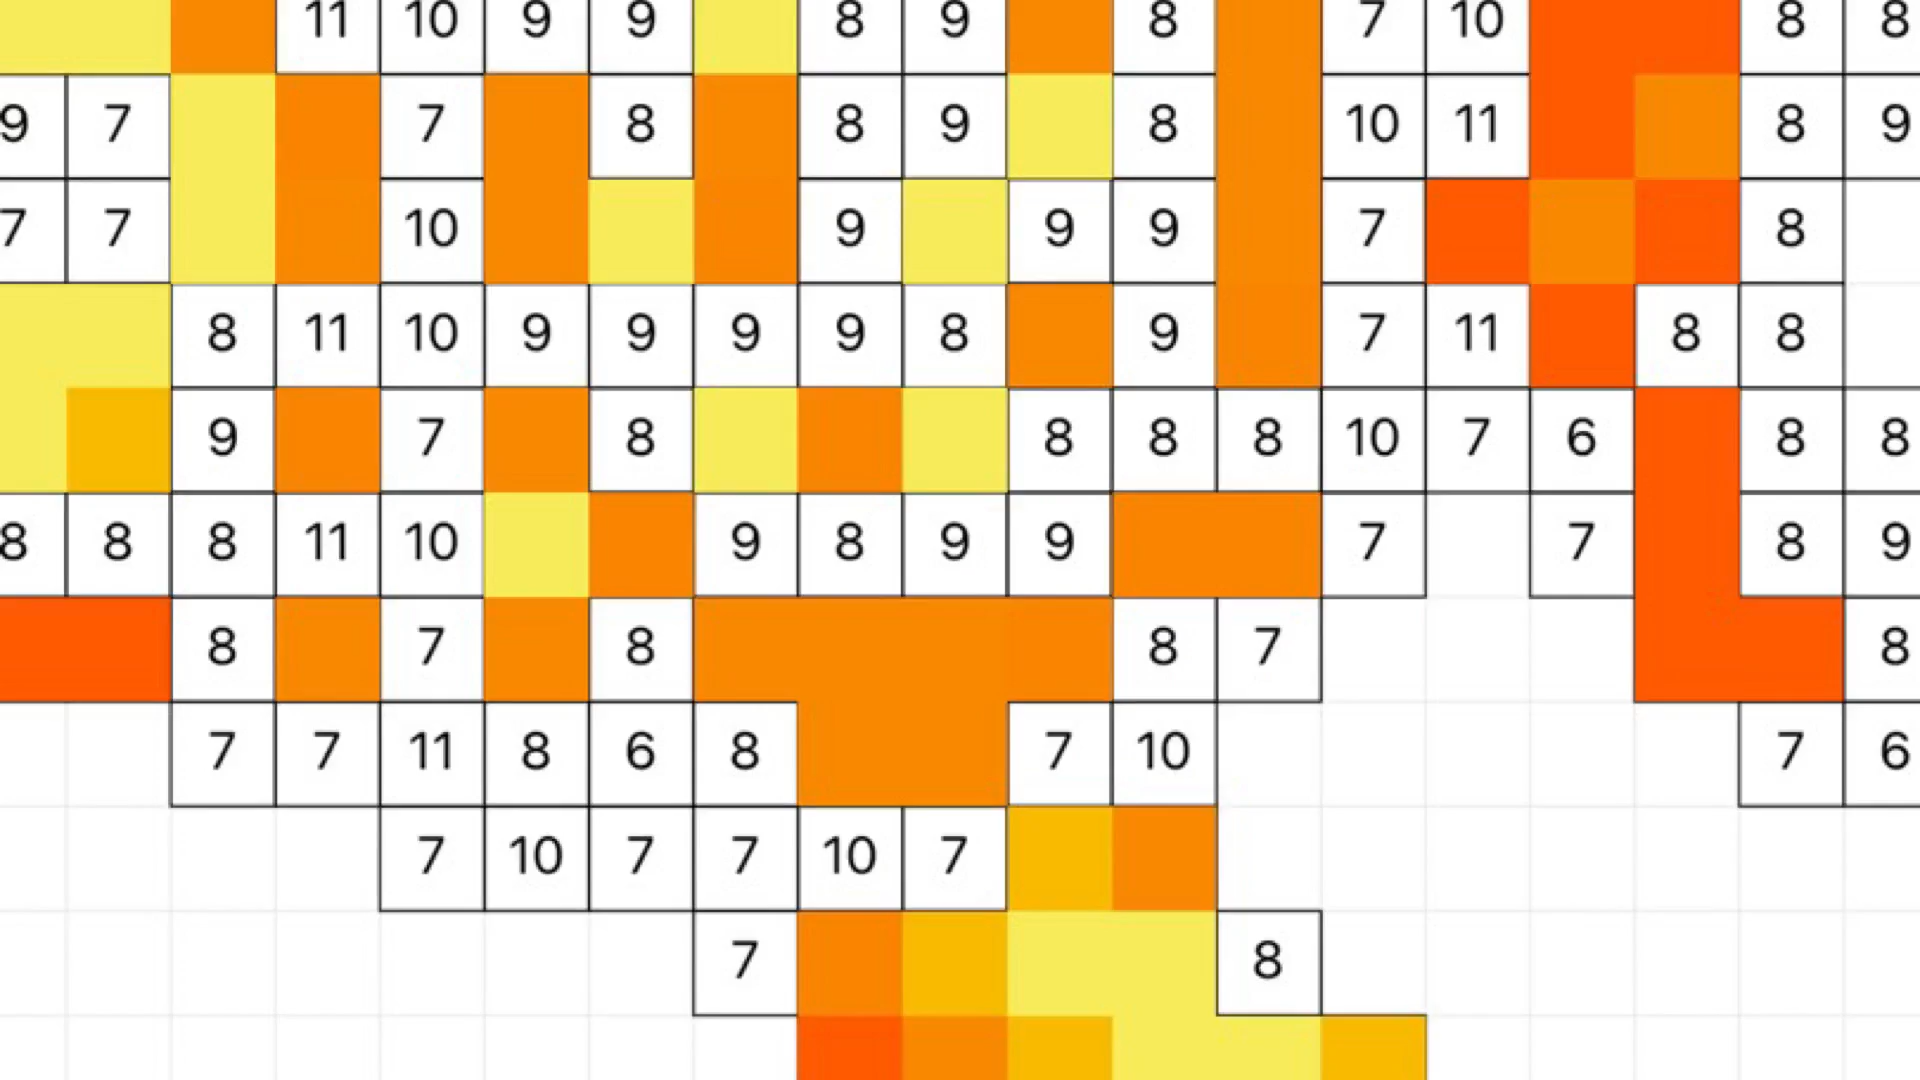 11 10 9 9 8 9 8 7 10 8 8
9 7 7 8 8 9 8 10 11 8 9
7 7 10 9 9 9 7 8
8 11 10 9 9 9 9 8 9 7 11 8 8
9 7 8 8 8 8 10 7 6 8 8
8 8 8 11 10 9 8 9 9 7 7 8 9
8 7 8 8 7 8
7 7 11 8 6 8 7 10 7 6
7 10 7 7 10 7
7 8